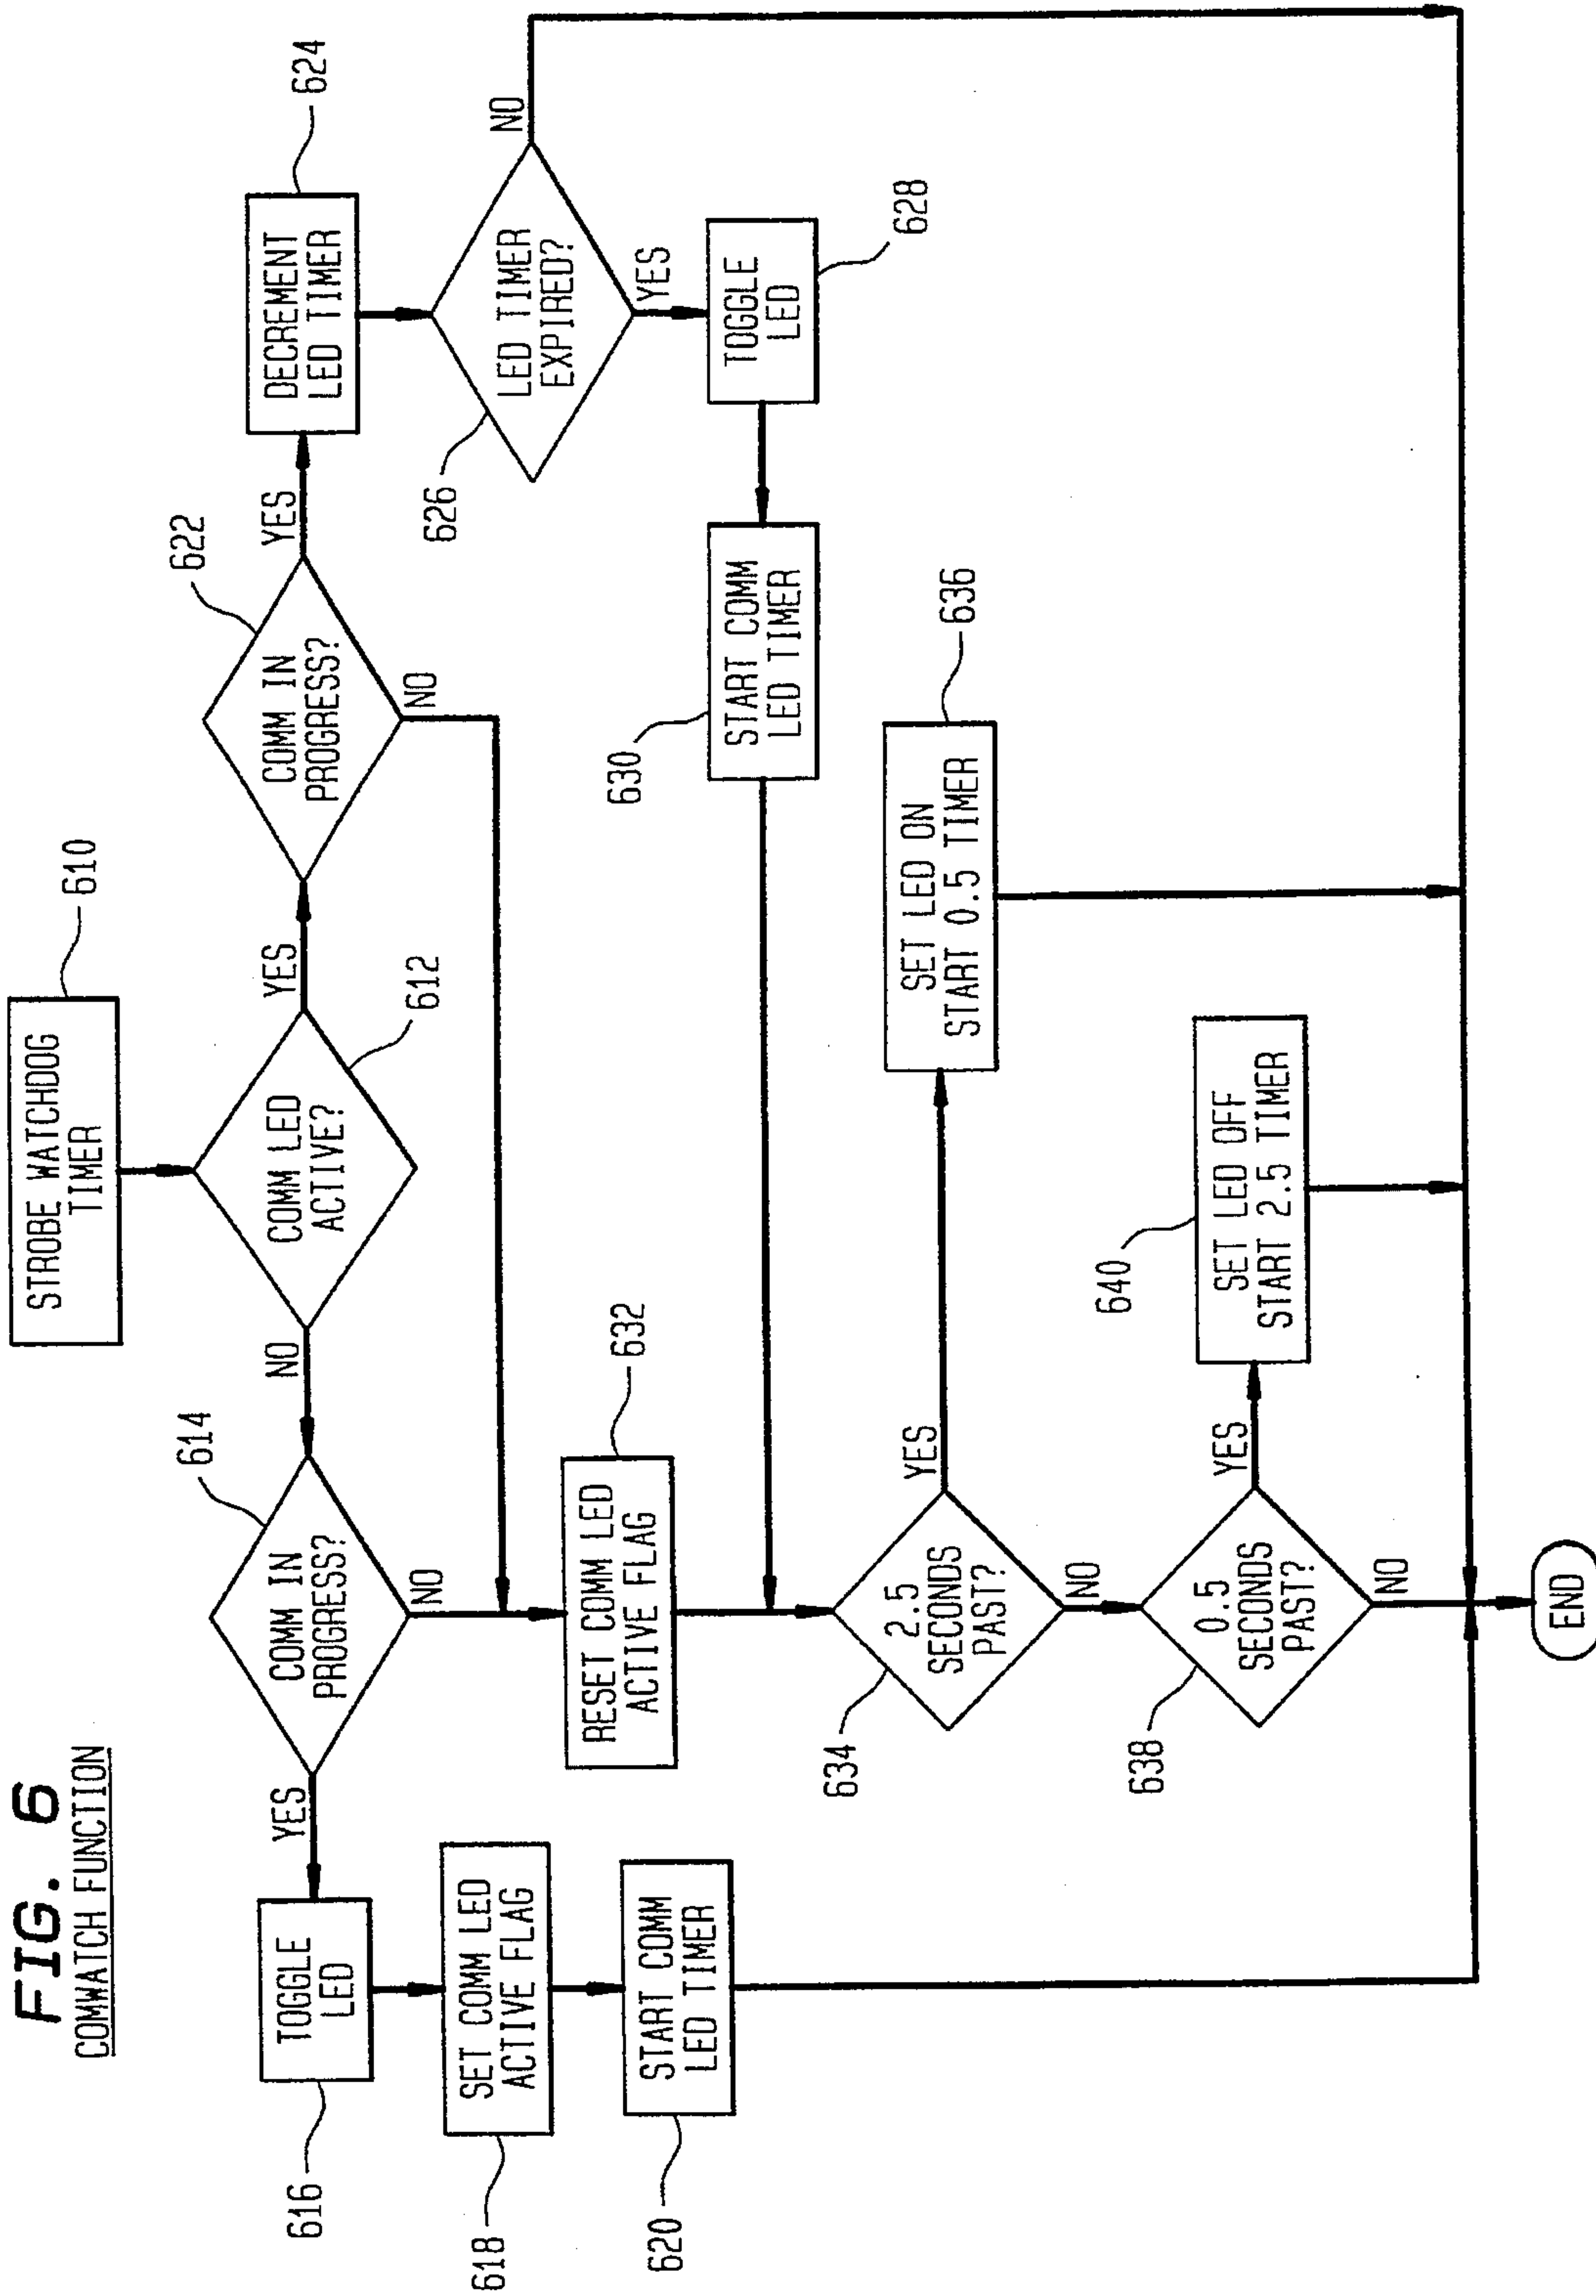 FIG. 6
COMWATCH FUNCTION
STROBE WATCHDOG
TIMER
610
COMM LED
ACTIVE?
612
NO
YES
COMM IN
PROGRESS?
614
YES
NO
TOGGLE
LED
616
SET COMM LED
ACTIVE FLAG
618
START COMM
LED TIMER
620
COMM IN
PROGRESS?
622
YES
NO
DECREMENT
LED TIMER
624
LED TIMER
EXPIRED?
626
NO
YES
TOGGLE
LED
628
START COMM
LED TIMER
630
RESET COMM LED
ACTIVE FLAG
632
2.5
SECONDS
PAST?
634
YES
NO
SET LED ON
START 0.5 TIMER
636
0.5
SECONDS
PAST?
638
YES
NO
SET LED OFF
START 2.5 TIMER
640
END